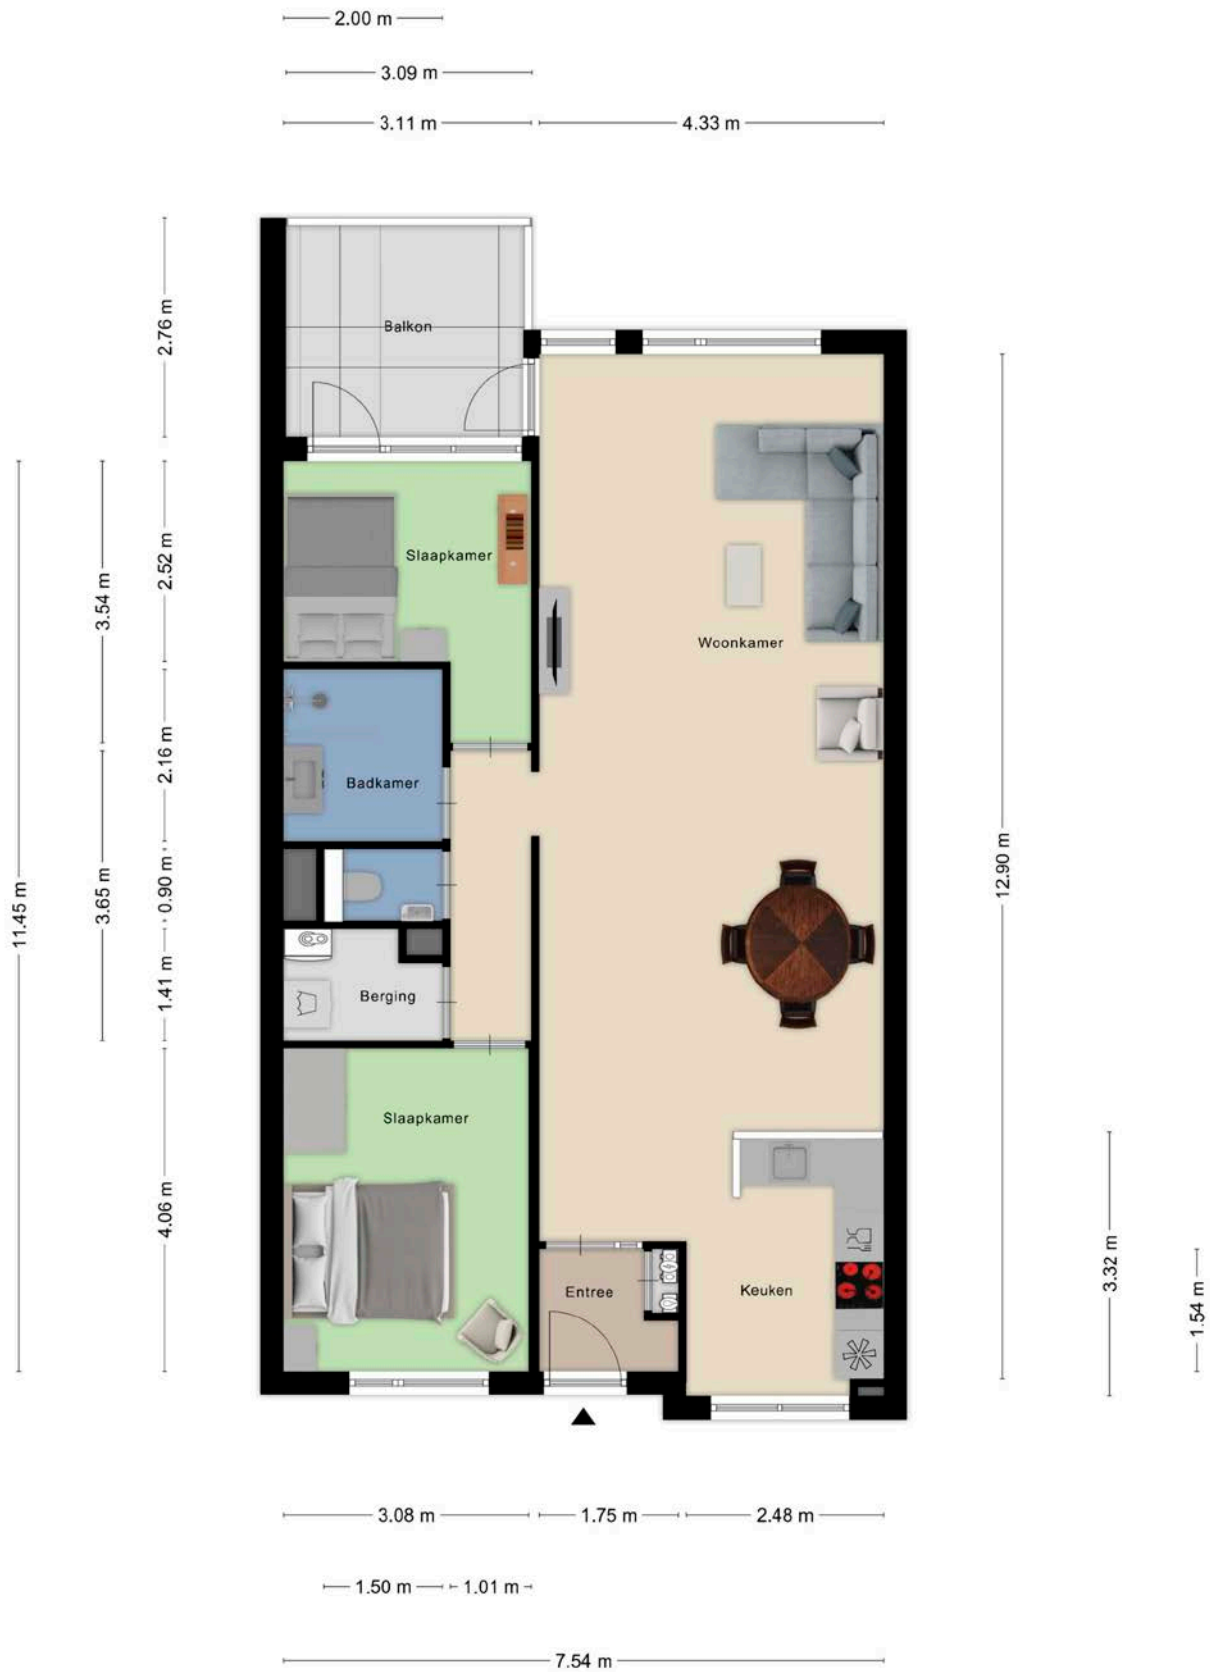 2.00 m
3.09 m
3.11 m
4.33 m
2.76 m
Balkon
2.52 m
3.54 m
Slaapkamer
Woonkamer
2.16 m
Badkamer
12.90 m
0.90 m
3.65 m
11.45 m
1.41 m
Berging
Slaapkamer
4.06 m
Entree
Keuken
3.32 m
1.54 m
3.08 m
1.75 m
2.48 m
1.50 m
1.01 m
7.54 m